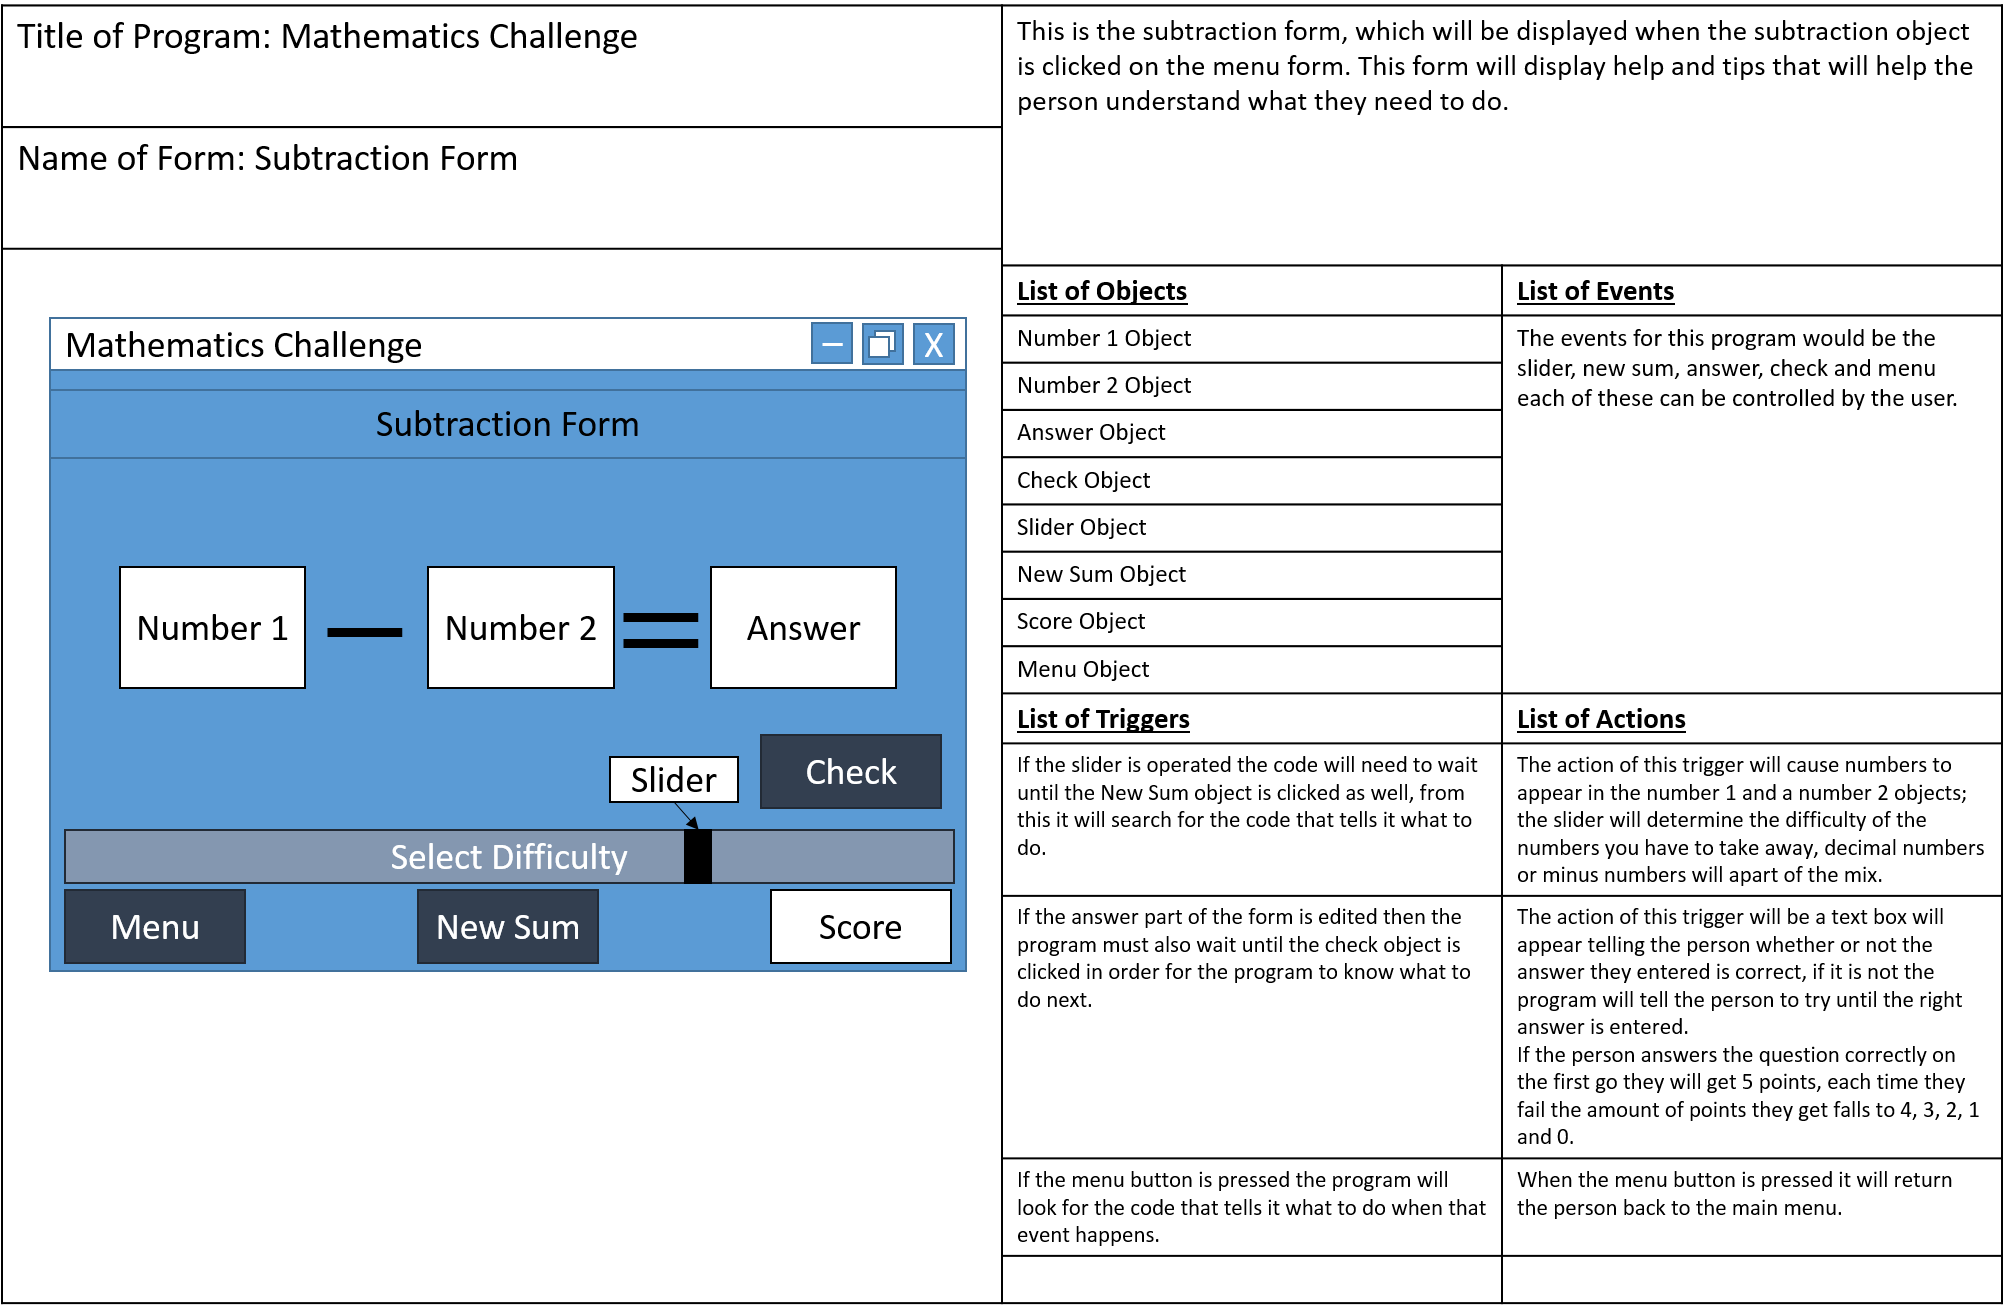 Title of Program: Mathematics Challenge
Name of Form: Subtraction Form
Mathematics Challenge
X
Subtraction Form
Number 1
Number 2
Answer
Check
Slider
Select Difficulty
Menu
New Sum
Score
This is the subtraction form, which will be displayed when the subtraction object
is clicked on the menu form. This form will display help and tips that will help the
person understand what they need to do.
List of Objects
Number 1 Object
Number 2 Object
Answer Object
Check Object
Slider Object
New Sum Object
Score Object
Menu Object
List of Events
The events for this program would be the
slider, new sum, answer, check and menu
each of these can be controlled by the user.
List of Triggers
List of Actions
If the slider is operated the code will need to wait
until the New Sum object is clicked as well, from
this it will search for the code that tells it what to
do.
The action of this trigger will cause numbers to
appear in the number 1 and a number 2 objects;
the slider will determine the difficulty of the
numbers you have to take away, decimal numbers
or minus numbers will apart of the mix.
If the answer part of the form is edited then the
program must also wait until the check object is
clicked in order for the program to know what to
do next.
The action of this trigger will be a text box will
appear telling the person whether or not the
answer they entered is correct, if it is not the
program will tell the person to try until the right
answer is entered.
If the person answers the question correctly on
the first go they will get 5 points, each time they
fail the amount of points they get falls to 4, 3, 2, 1
and 0.
If the menu button is pressed the program will
look for the code that tells it what to do when that
event happens.
When the menu button is pressed it will return
the person back to the main menu.